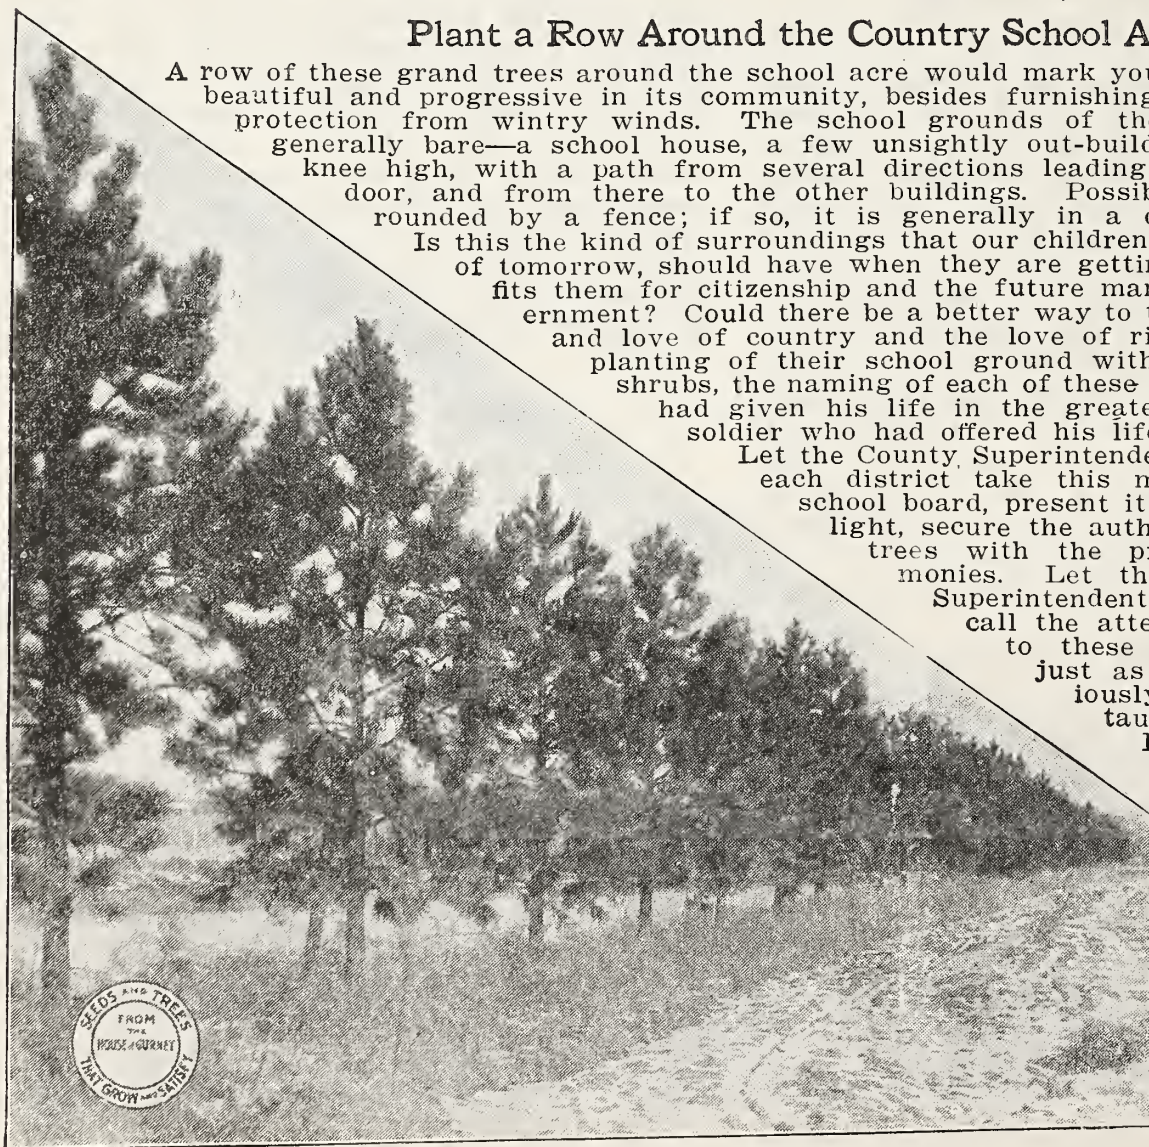 Plant a Row Around the Country School A
A row of these grand trees around the school acre would mark you
beautiful and progressive in its community, besides furnishing
protection from wintry winds. The school grounds of th
generally bare—a school house, a few unsightly out-build
knee high, with a path from several directions leading
door, and from there to the other buildings. Possib
rounded by a fence; if so, it is generally in a
Is this the kind of surroundings that our children
of tomorrow, should have when they are gettin
fits them for citizenship and the future man
ernment? Could there be a better way to
and love of country and the love of ri
planting of their school ground with
shrubs, the naming of each of these
had given his life in the greate
soldier who had offered his life
Let the County Superintende
each district take this m
school board, present it
light, secure the auth
trees with the pr
monies. Let th
Superintendent
call the atte
to these
just as
iously
tau
SEEDS AND TREES
FROM
THE
HOUSE of GURNEY
THAT GROW AND SATISFY